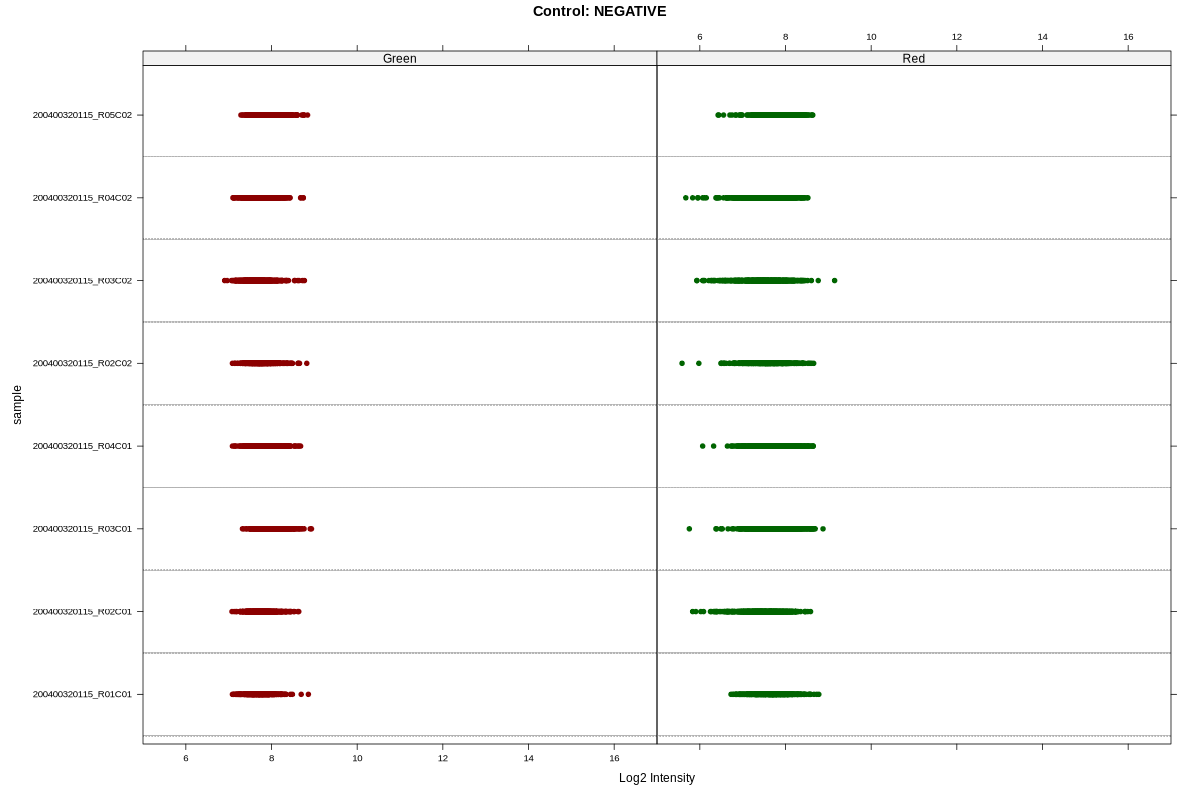 Control: NEGATIVE
6 8 10 12 14 16
Green Red
200400320115_R05C02
200400320115_R04C02
200400320115_R03C02
200400320115_R02C02
sample
200400320115_R04C01
200400320115_R03C01
200400320115_R02C01
200400320115_R01C01
6 8 10 12 14 16
Log2 Intensity